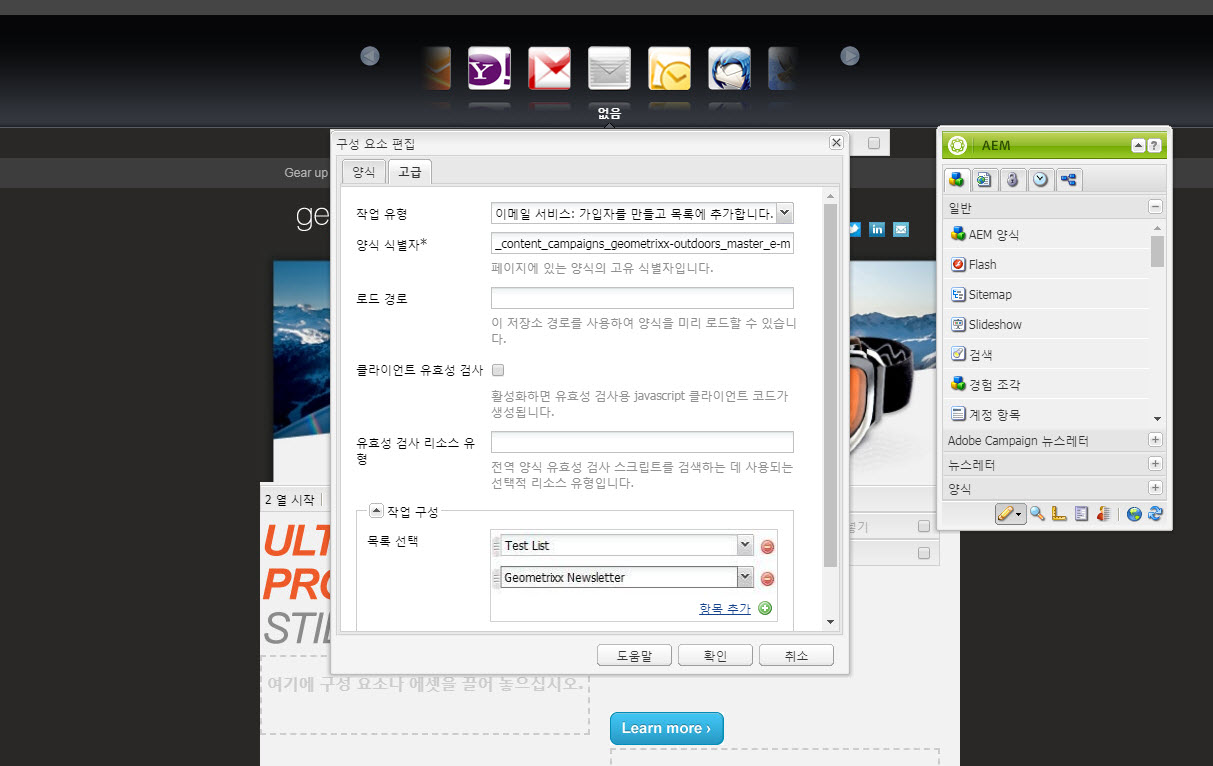 없음
구성 요소 편집
양식
고급
작업 유형
이메일 서비스: 가입자를 만들고 목록에 추가합니다.
양식 식별자*
_content_campaigns_geometrixx-outdoors_master_e-m
페이지에 있는 양식의 고유 식별자입니다.
로드 경로
이 저장소 경로를 사용하여 양식을 미리 로드할 수 있습니
다.
클라이언트 유효성 검사
활성화하면 유효성 검사용 javascript 클라이언트 코드가
생성됩니다.
유효성 검사 리소스 유
형
전역 양식 유효성 검사 스크립트를 검색하는 데 사용되는
선택적 리소스 유형입니다.
작업 구성
목록 선택
Test List
Geometrixx Newsletter
항목 추가
도움말
확인
취소
Gear up
ge
2 열 시작
ULT
PRO
STIL
여기에 구성 요소나 에셋을 끌어 놓으십시오.
Learn more ›
AEM
일반
AEM 양식
Flash
Sitemap
Slideshow
검색
경험 조각
계정 항목
Adobe Campaign 뉴스레터
뉴스레터
양식